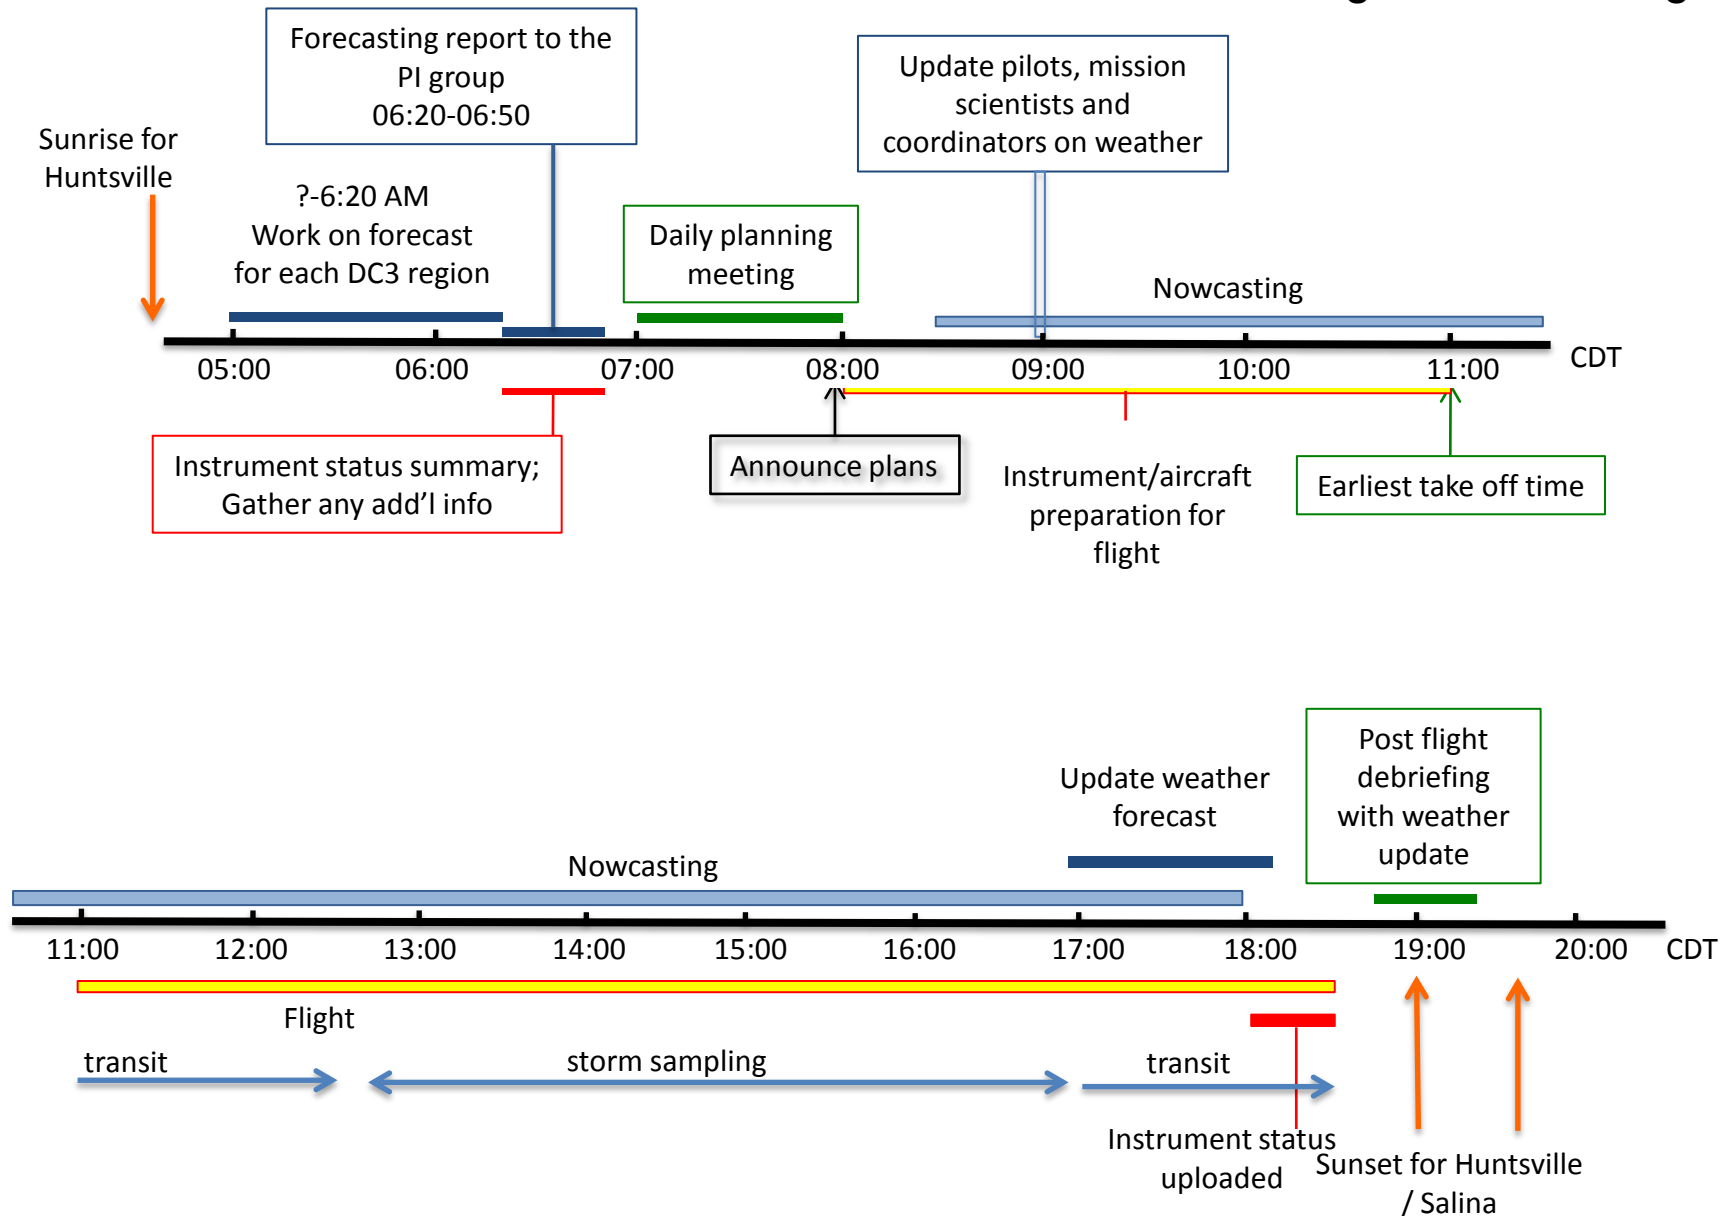 Forecasting report to the
PI group
06:20-06:50
Update pilots, mission
scientists and
coordinators on weather
Sunrise for
Huntsville
?-6:20 AM
Work on forecast
for each DC3 region
Daily planning
meeting
Nowcasting
05:00 06:00 07:00 08:00 09:00 10:00 11:00 CDT
Instrument status summary;
Gather any add’l info
Announce plans
Instrument/aircraft
preparation for
flight
Earliest take off time
Post flight
debriefing
with weather
update
Update weather
forecast
Nowcasting
11:00 12:00 13:00 14:00 15:00 16:00 17:00 18:00 19:00 20:00 CDT
Flight
transit storm sampling transit
Instrument status
uploaded
Sunset for Huntsville
/ Salina